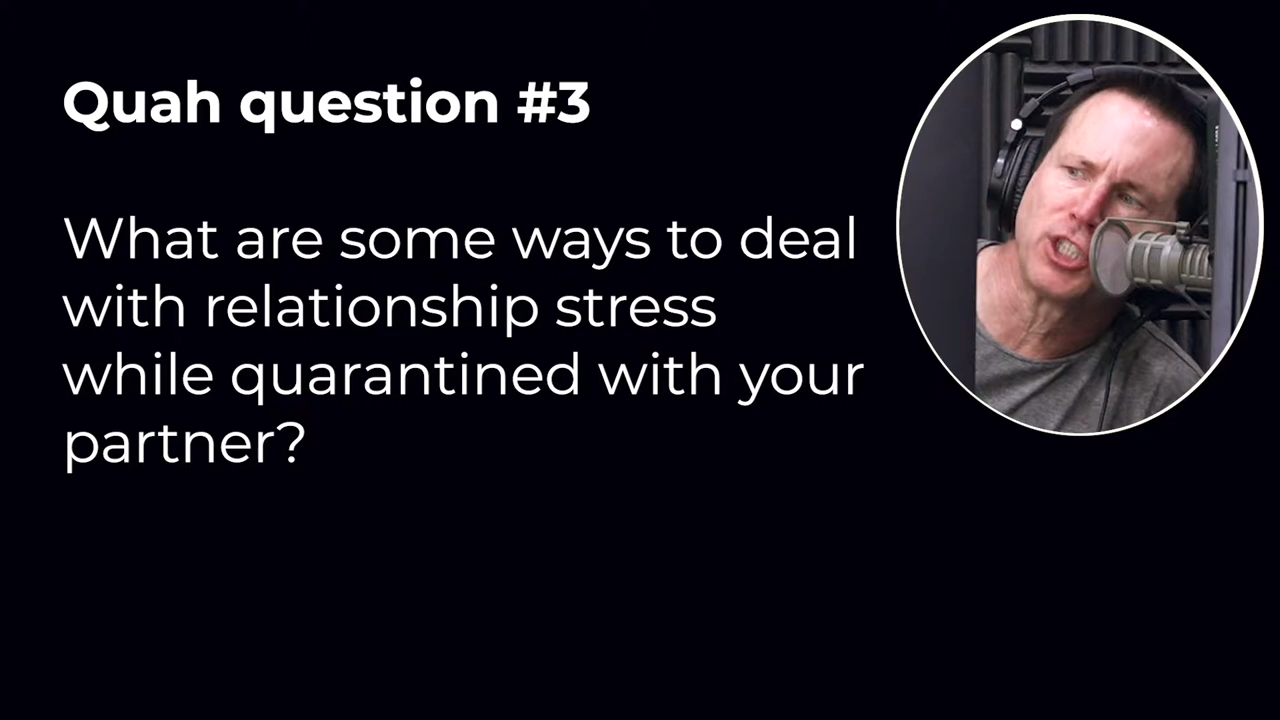 Quah question #3
What are some ways to deal
with relationship stress
while quarantined with your
partner?